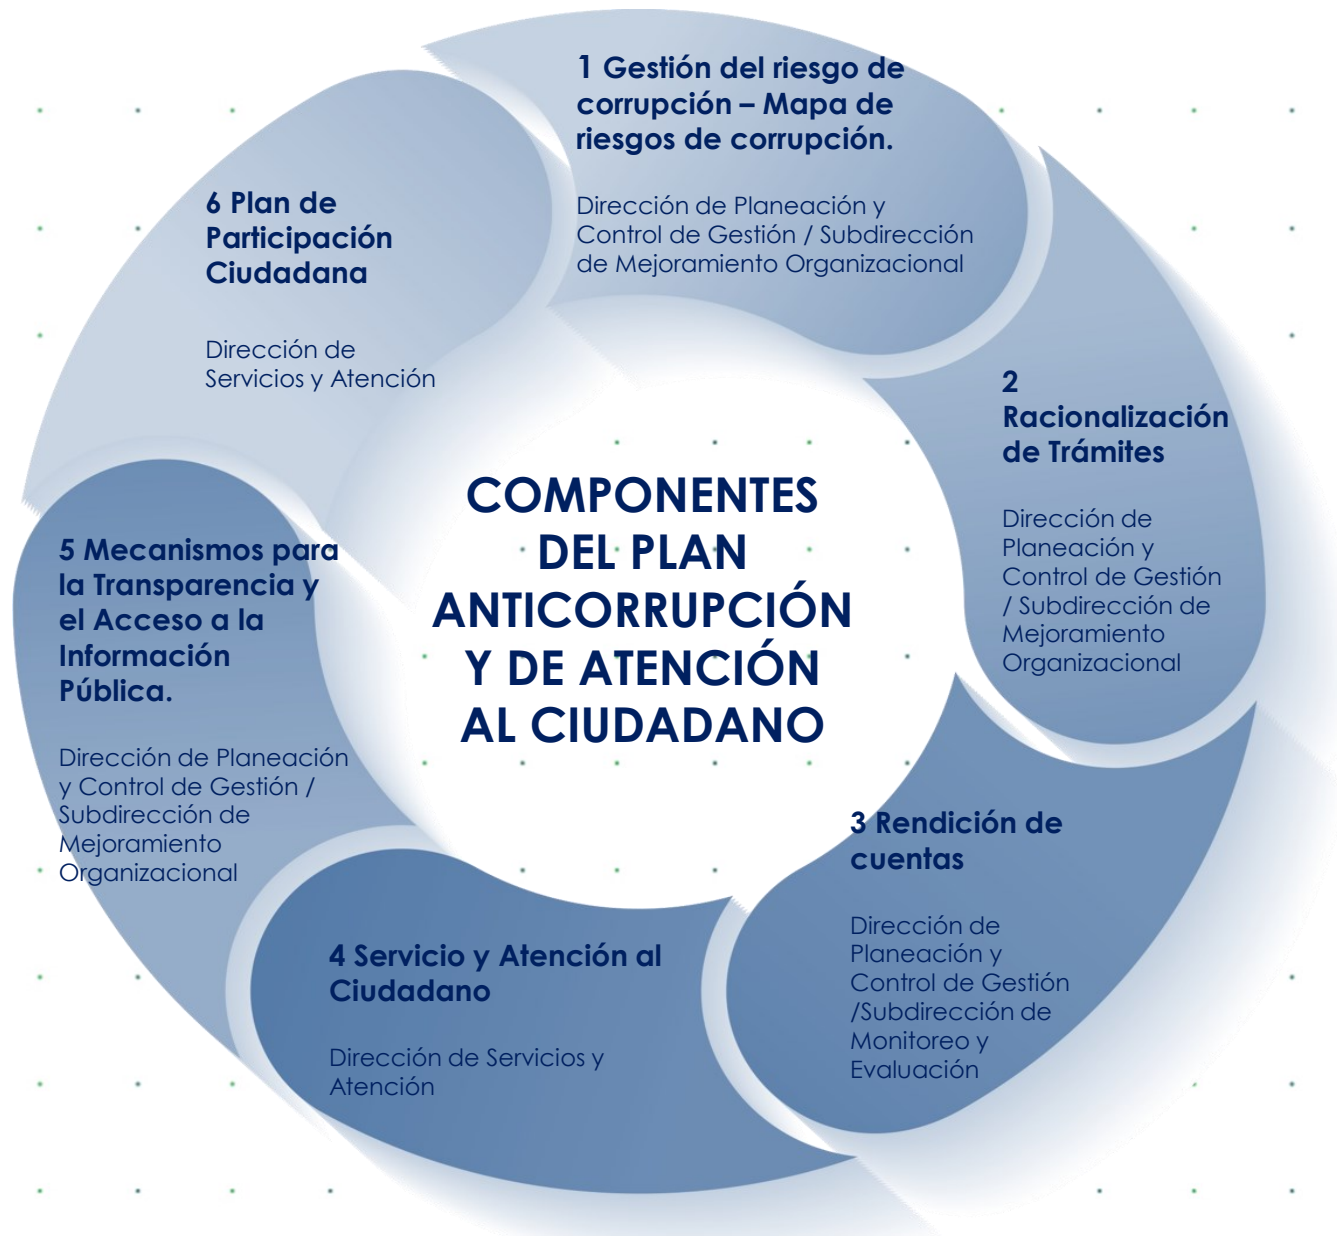 1 Gestión del riesgo de
corrupción – Mapa de
riesgos de corrupción.
Dirección de Planeación y
Control de Gestión / Subdirección
de Mejoramiento Organizacional
2
Racionalización
de Trámites
Dirección de
Planeación y
Control de Gestión
/ Subdirección de
Mejoramiento
Organizacional
3 Rendición de
cuentas
Dirección de
Planeación y
Control de Gestión
/Subdirección de
Monitoreo y
Evaluación
4 Servicio y Atención al
Ciudadano
Dirección de Servicios y
Atención
5 Mecanismos para
la Transparencia y
el Acceso a la
Información
Pública.
Dirección de Planeación
y Control de Gestión /
Subdirección de
Mejoramiento
Organizacional
6 Plan de
Participación
Ciudadana
Dirección de
Servicios y Atención
COMPONENTES
DEL PLAN
ANTICORRUPCIÓN
Y DE ATENCIÓN
AL CIUDADANO